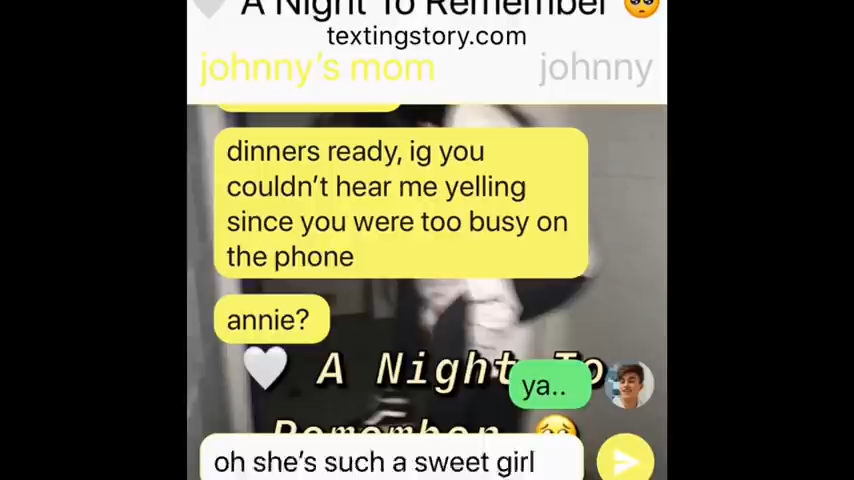 🤍 A Night To Remember 🥺
textingstory.com
johnny's mom johnny
dinners ready, ig you
couldn't hear me yelling
since you were too busy on
the phone
annie?
🤍 A Night To
ya..
Remember 🥺
oh she's such a sweet girl